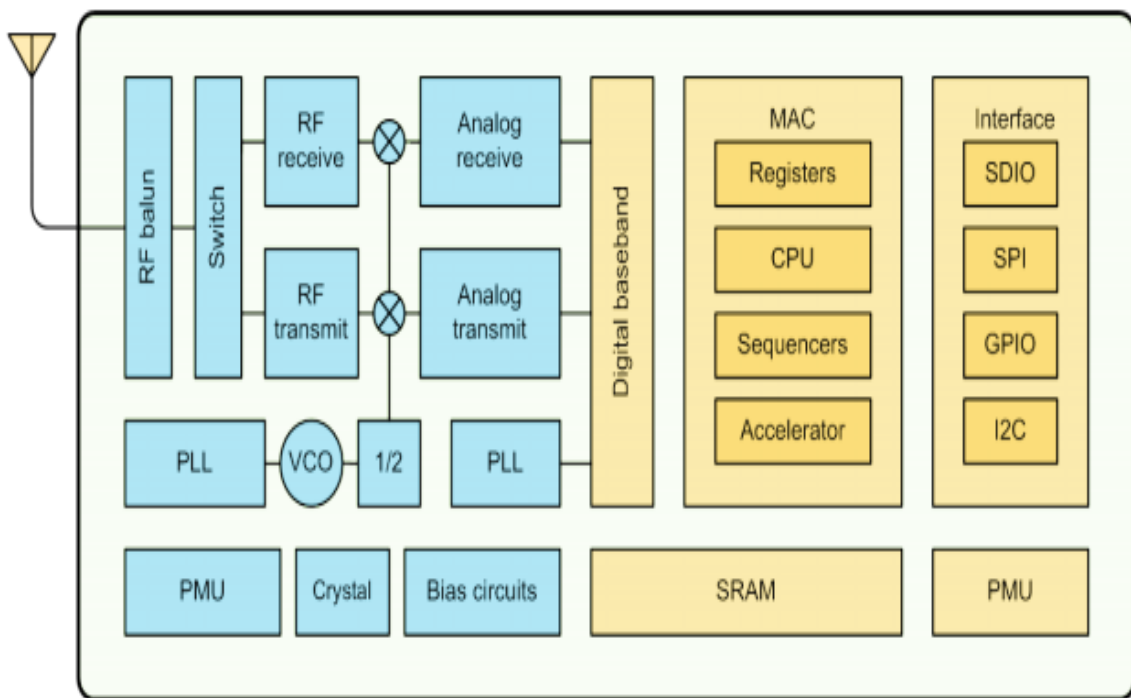 RF balun
Switch
RF
receive
Analog
receive
RF
transmit
Analog
transmit
PLL
VCO
1/2
PLL
Digital baseband
MAC
Registers
CPU
Sequencers
Accelerator
Interface
SDIO
SPI
GPIO
I2C
PMU
Crystal
Bias circuits
SRAM
PMU